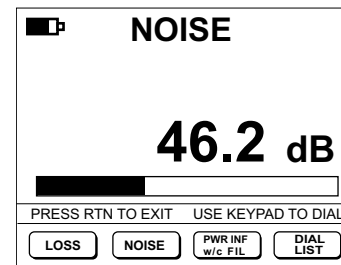 NOISE
46.2 dB
PRESS RTN TO EXIT USE KEYPAD TO DIAL
LOSS NOISE PWR INF DIAL
w/c FIL LIST